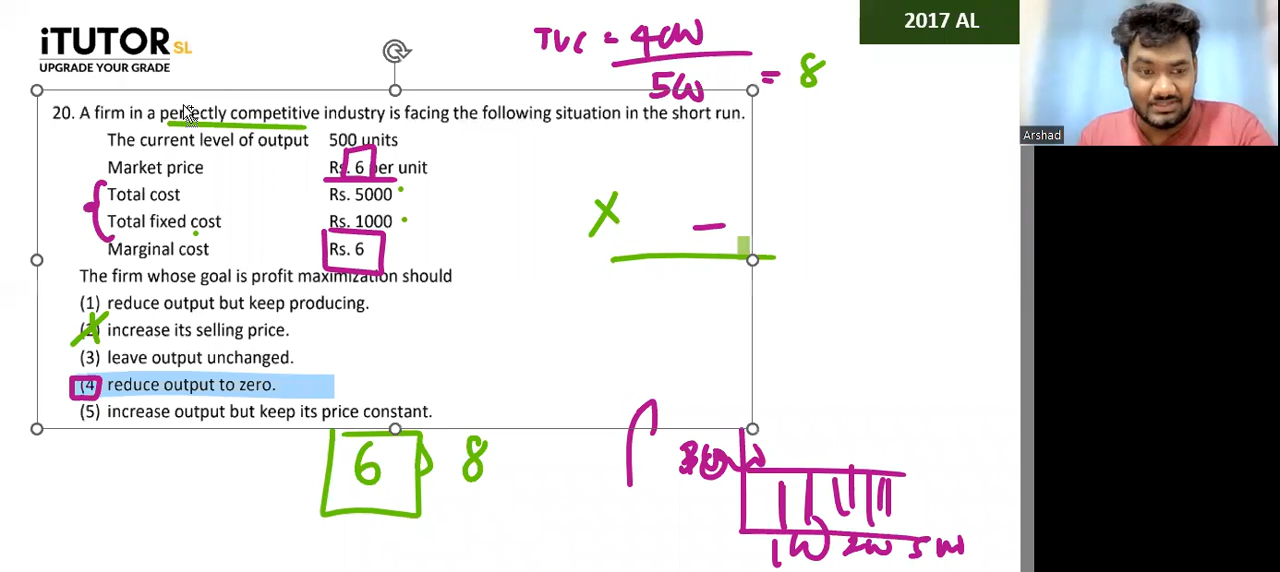 iTUTOR SL
UPGRADE YOUR GRADE
2017 AL
TVC = 
= 8
20. A firm in a perfectly competitive industry is facing the following situation in the short run.
The current level of output 500 units
Market price Rs. 6 per unit
Total cost Rs. 5000
Total fixed cost Rs. 1000
Marginal cost Rs. 6
The firm whose goal is profit maximization should
(1) reduce output but keep producing.
(2) increase its selling price.
(3) leave output unchanged.
(4) reduce output to zero.
(5) increase output but keep its price constant.
Arshad
6 8